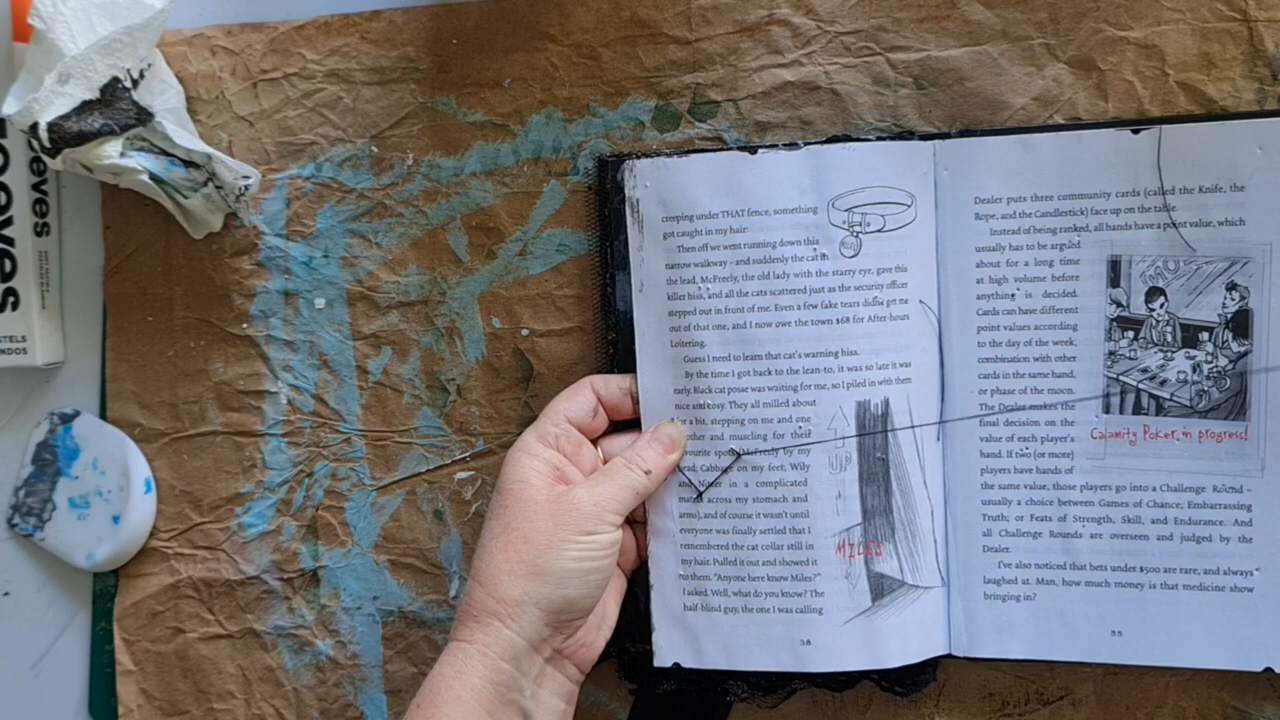 eeves
STELS
NDOS
creeping under THAT fence, something
got caught in my hair.
Then off we went running down this
narrow walkway – and suddenly the cat in
the lead, McFreely, the old lady with the starry eye, gave this
killer hiss, and all the cats scattered just as the security officer
stepped out in front of me. Even a few fake tears didn't get me
out of that one, and I now owe the town $68 for After-hours
Loitering.
Guess I need to learn that cat's warning hiss.
By the time I got back to the lean-to, it was so late it was
early. Black cat posse was waiting for me, so I piled in with them
nice and cosy. They all milled about
for a bit, stepping on me and one
other and muscling for their
vourite spots (McFreely by my
head; Cabbage on my feet; Wily
and Nitzer in a complicated
matrix across my stomach and
arms), and of course it wasn't until
everyone was finally settled that I
remembered the cat collar still in
my hair. Pulled it out and showed it
to them. "Anyone here know Miles?"
I asked. Well, what do you know? The
half-blind guy, the one I was calling
UP
MILES
38
Dealer puts three community cards (called the Knife, the
Rope, and the Candlestick) face up on the table.
Instead of being ranked, all hands have a point value, which
usually has to be argued
about for a long time
at high volume before
anything is decided.
Cards can have different
point values according
to the day of the week,
combination with other
cards in the same hand,
or phase of the moon.
The Dealer makes the
final decision on the
value of each player's
hand. If two (or more)
players have hands of
the same value, those players go into a Challenge Round –
usually a choice between Games of Chance; Embarrassing
Truth; or Feats of Strength, Skill, and Endurance. And
all Challenge Rounds are overseen and judged by the
Dealer.
I've also noticed that bets under $500 are rare, and always
laughed at. Man, how much money is that medicine show
bringing in?
Calamity Poker in progress!